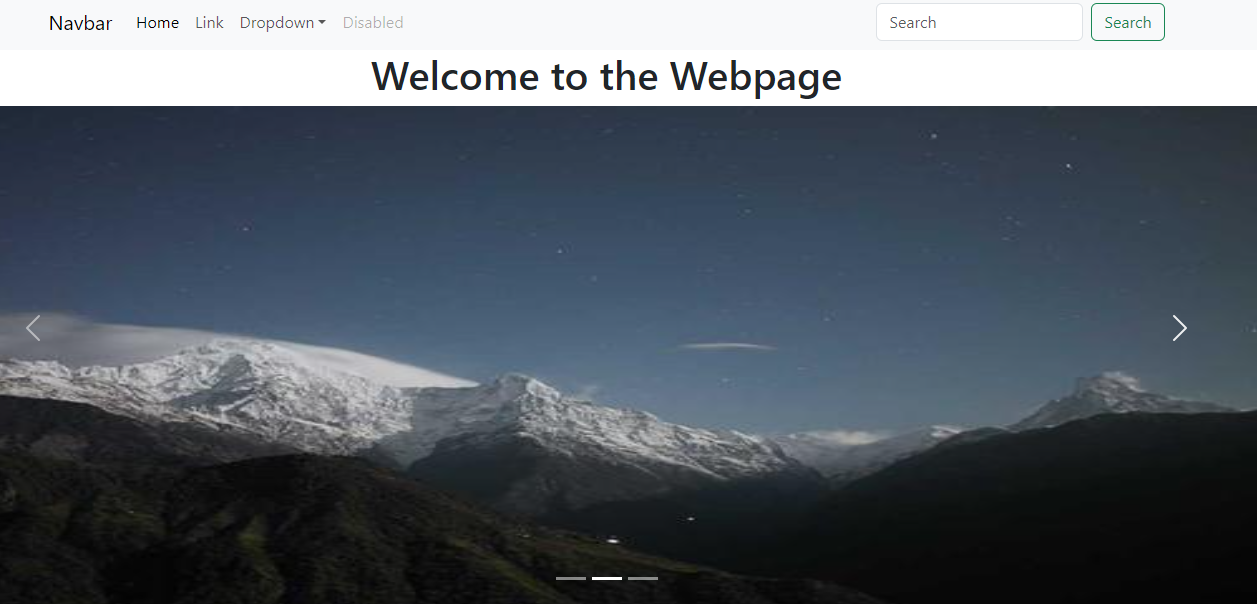 Navbar Home Link Dropdown Disabled Search Search
Welcome to the Webpage